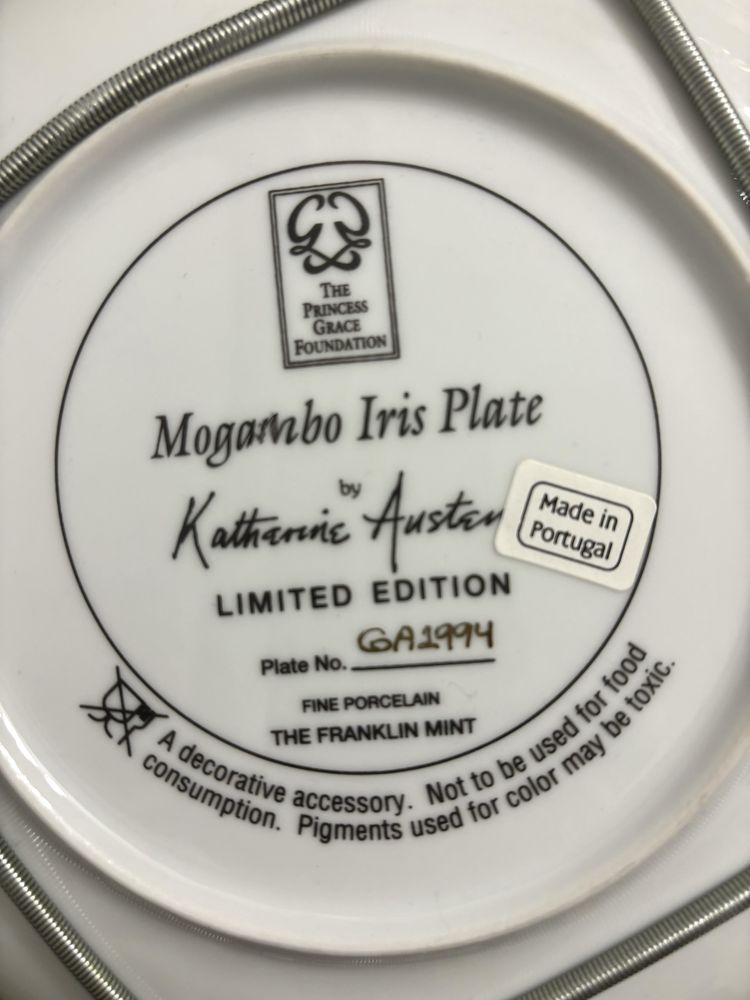 THE
PRINCESS
GRACE
FOUNDATION
Mogambo Iris Plate
by
Katharine Austen
LIMITED EDITION
Made in
Portugal
Plate No. GA1994
FINE PORCELAIN
THE FRANKLIN MINT
A decorative accessory. Not to be used for food
consumption. Pigments used for color may be toxic.